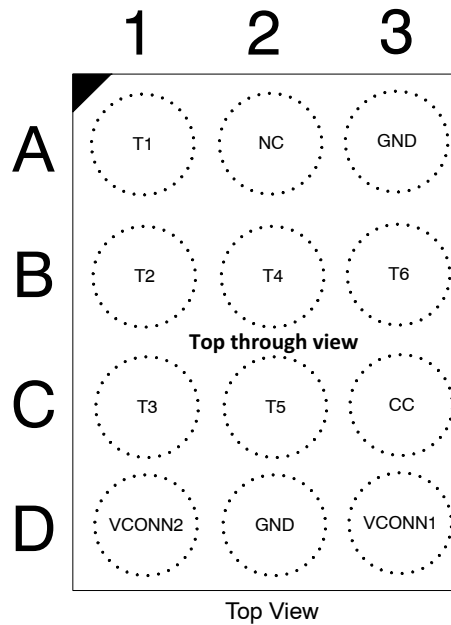 1 2 3
A T1 NC GND
B T2 T4 T6
Top through view
C T3 T5 CC
D VCONN2 GND VCONN1
Top View